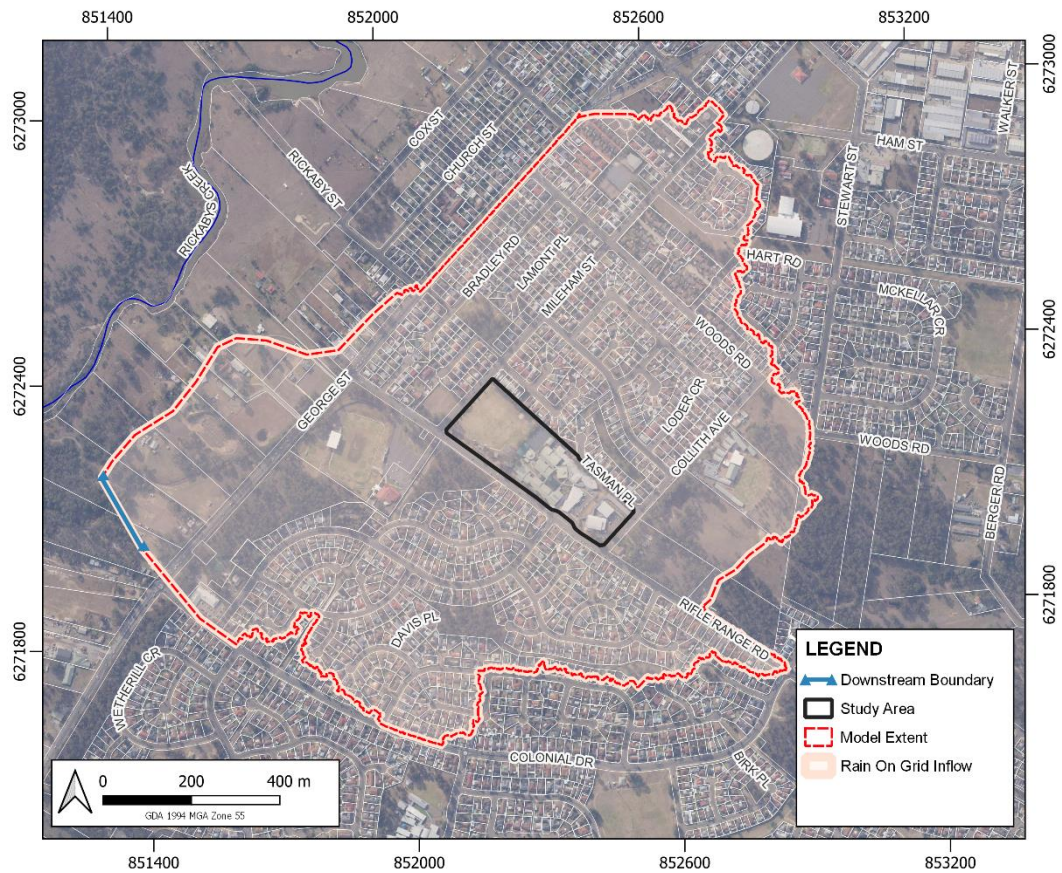 851400
852000
852600
853200
6273000
6273000
WALKER ST
HAM ST
COX ST
CHURCH ST
STEWART ST
RICKABY ST
RICKABYS CREEK
BRADLEY RD
LAMONT PL
MILEHAM ST
HART RD
MCKELLAR CR
WOODS RD
6272400
6272400
GEORGE ST
LODER CR
COLLITH AVE
WOODS RD
TASMAN PL
BERGER RD
6271800
6271800
RIFLE RANGE RD
DAVIS PL
WETHERILL CR
COLONIAL DR
BIRK PL
LEGEND
Downstream Boundary
Study Area
Model Extent
Rain On Grid Inflow
0 200 400 m
GDA 1994 MGA Zone 55
851400
852000
852600
853200